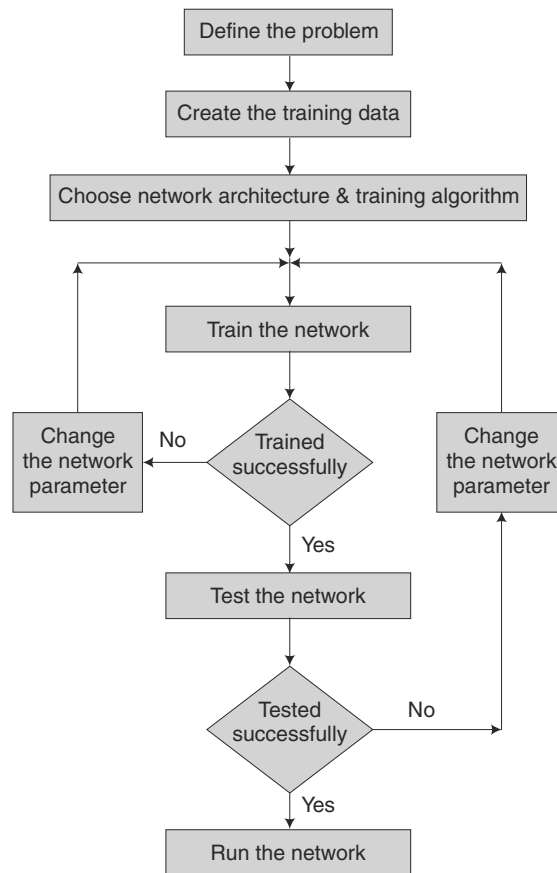 Define the problem
Create the training data
Choose network architecture & training algorithm
Train the network
Change
the network
parameter
No
Trained
successfully
Change
the network
parameter
Yes
Test the network
Tested
successfully
No
Yes
Run the network